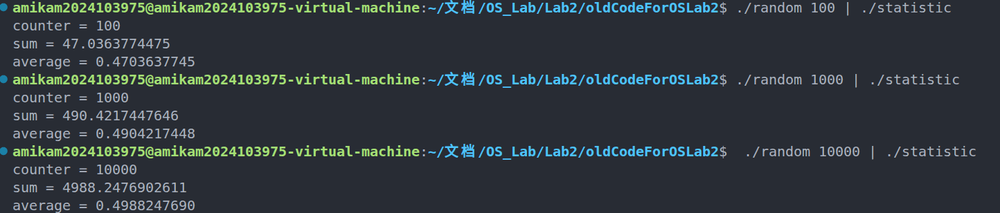 amikam2024103975@amikam2024103975-virtual-machine:~/文档/OS_Lab/Lab2/oldCodeForOSLab2$ ./random 100 | ./statistic
counter = 100
sum = 47.0363774475
average = 0.4703637745
amikam2024103975@amikam2024103975-virtual-machine:~/文档/OS_Lab/Lab2/oldCodeForOSLab2$ ./random 1000 | ./statistic
counter = 1000
sum = 490.4217447646
average = 0.4904217448
amikam2024103975@amikam2024103975-virtual-machine:~/文档/OS_Lab/Lab2/oldCodeForOSLab2$  ./random 10000 | ./statistic
counter = 10000
sum = 4988.2476902611
average = 0.4988247690